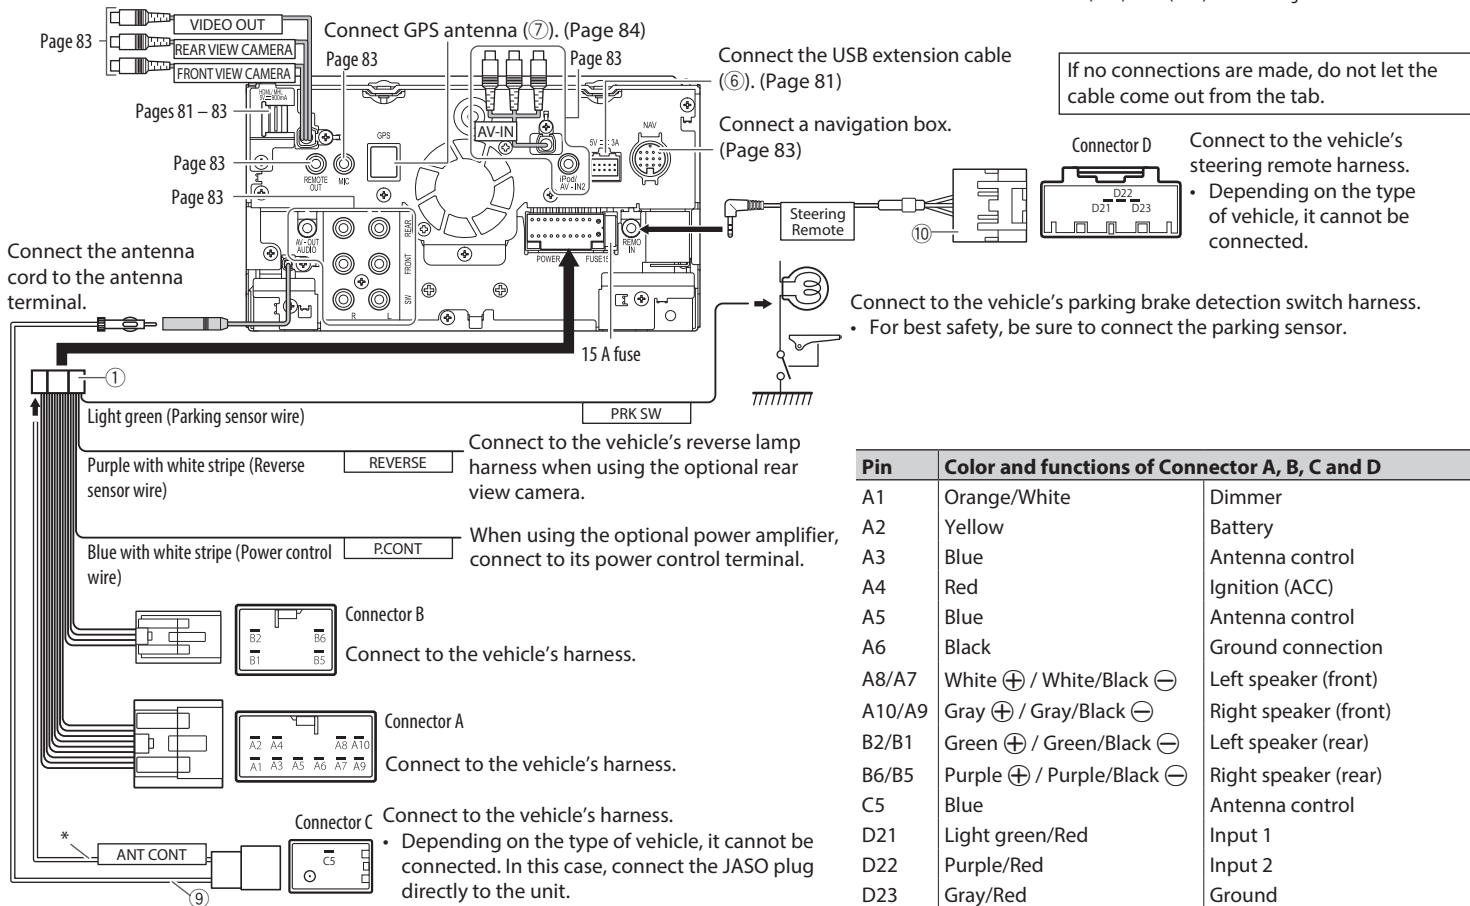 VIDEO OUT
REAR VIEW CAMERA
FRONT VIEW CAMERA
Page 83
Connect GPS antenna (⑦). (Page 84)
Page 83
Page 83
Connect the USB extension cable
(⑥). (Page 81)
If no connections are made, do not let the
cable come out from the tab.
HDMI/MHL
Pages 81 – 83
GPS
AV-IN
NAV
Connect a navigation box.
(Page 83)
Page 83
REMOTE
OUT
MIC
iPod/
AV - IN2
Page 83
Connector D
D22
D21 D23
Connect to the vehicle's
steering remote harness.
• Depending on the type
of vehicle, it cannot be
connected.
Steering
Remote
⑩
AV - OUT
AUDIO
REAR
FRONT
SW
R L
POWER
FUSE15
REMO
IN
Connect the antenna
cord to the antenna
terminal.
15 A fuse
Connect to the vehicle's parking brake detection switch harness.
• For best safety, be sure to connect the parking sensor.
①
Light green (Parking sensor wire)
PRK SW
Purple with white stripe (Reverse
sensor wire)
REVERSE
Connect to the vehicle's reverse lamp
harness when using the optional rear
view camera.
Blue with white stripe (Power control
wire)
P.CONT
When using the optional power amplifier,
connect to its power control terminal.
Connector B
B2 B6
B1 B5
Connect to the vehicle's harness.
Connector A
A2 A4 A8 A10
A1 A3 A5 A6 A7 A9
Connect to the vehicle's harness.
Connector C
C5
Connect to the vehicle's harness.
• Depending on the type of vehicle, it cannot be
connected. In this case, connect the JASO plug
directly to the unit.
*
ANT CONT
⑨
Pin Color and functions of Connector A, B, C and D
A1 Orange/White Dimmer
A2 Yellow Battery
A3 Blue Antenna control
A4 Red Ignition (ACC)
A5 Blue Antenna control
A6 Black Ground connection
A8/A7 White ⊕ / White/Black ⊖ Left speaker (front)
A10/A9 Gray ⊕ / Gray/Black ⊖ Right speaker (front)
B2/B1 Green ⊕ / Green/Black ⊖ Left speaker (rear)
B6/B5 Purple ⊕ / Purple/Black ⊖ Right speaker (rear)
C5 Blue Antenna control
D21 Light green/Red Input 1
D22 Purple/Red Input 2
D23 Gray/Red Ground